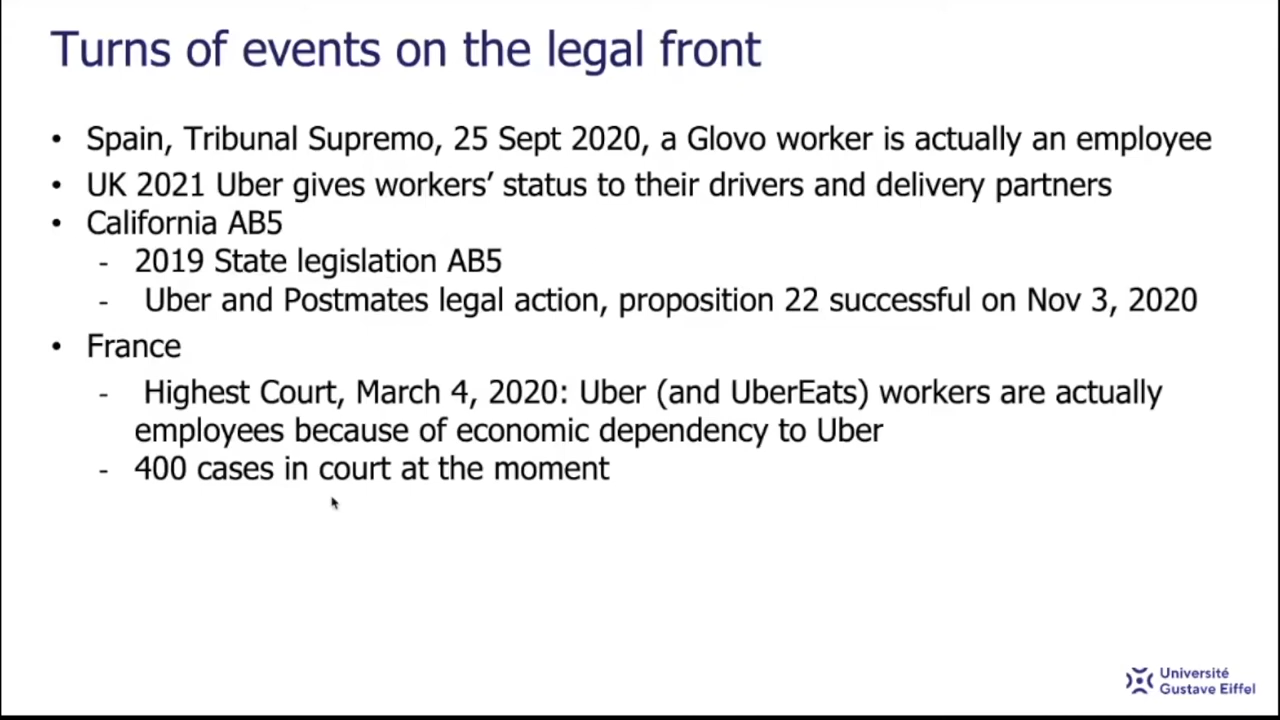 Turns of events on the legal front
• Spain, Tribunal Supremo, 25 Sept 2020, a Glovo worker is actually an employee
• UK 2021 Uber gives workers’ status to their drivers and delivery partners
• California AB5
- 2019 State legislation AB5
- Uber and Postmates legal action, proposition 22 successful on Nov 3, 2020
• France
- Highest Court, March 4, 2020: Uber (and UberEats) workers are actually
employees because of economic dependency to Uber
- 400 cases in court at the moment
Université
Gustave Eiffel